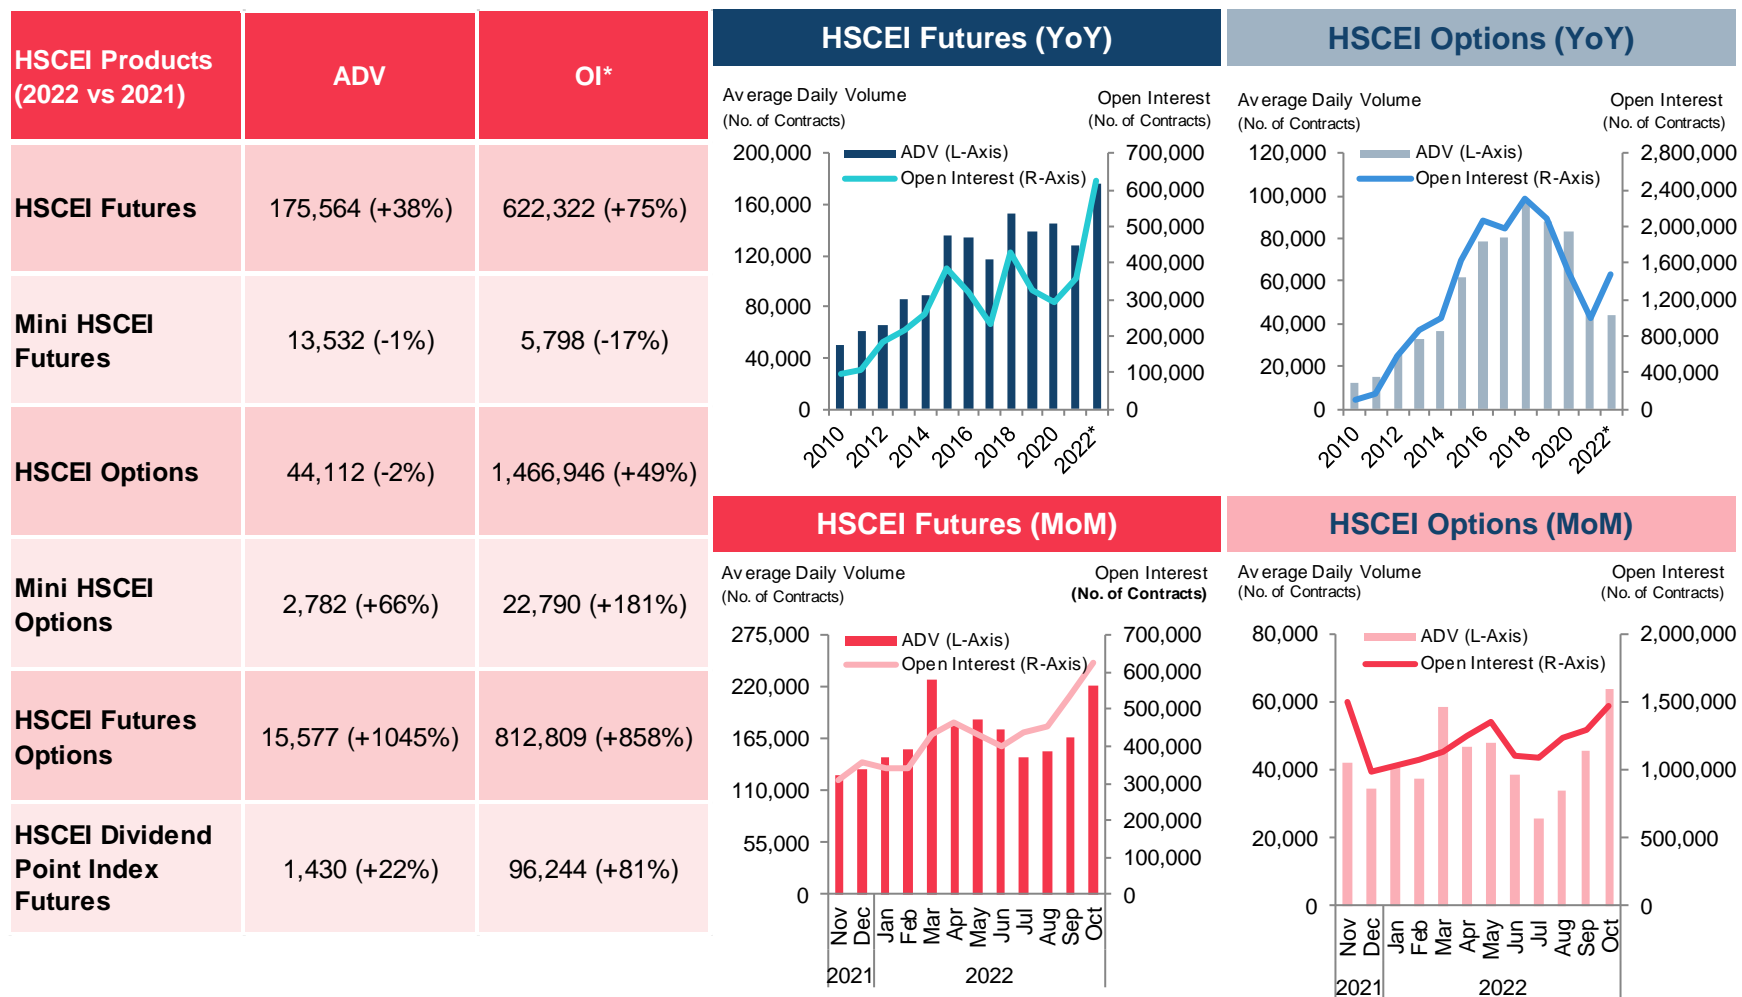 HSCEI Products
(2022 vs 2021)
ADV
OI*
HSCEI Futures
175,564 (+38%)
622,322 (+75%)
Mini HSCEI
Futures
13,532 (-1%)
5,798 (-17%)
HSCEI Options
44,112 (-2%)
1,466,946 (+49%)
Mini HSCEI
Options
2,782 (+66%)
22,790 (+181%)
HSCEI Futures
Options
15,577 (+1045%)
812,809 (+858%)
HSCEI Dividend
Point Index
Futures
1,430 (+22%)
96,244 (+81%)
HSCEI Futures (YoY)
Average Daily Volume
(No. of Contracts)
Open Interest
(No. of Contracts)
ADV (L-Axis)
Open Interest (R-Axis)
200,000
160,000
120,000
80,000
40,000
0
700,000
600,000
500,000
400,000
300,000
200,000
100,000
0
2010
2012
2014
2016
2018
2020
2022*
HSCEI Options (YoY)
Average Daily Volume
(No. of Contracts)
Open Interest
(No. of Contracts)
ADV (L-Axis)
Open Interest (R-Axis)
120,000
100,000
80,000
60,000
40,000
20,000
0
2,800,000
2,400,000
2,000,000
1,600,000
1,200,000
800,000
400,000
0
2010
2012
2014
2016
2018
2020
2022*
HSCEI Futures (MoM)
Average Daily Volume
(No. of Contracts)
Open Interest
(No. of Contracts)
ADV (L-Axis)
Open Interest (R-Axis)
275,000
220,000
165,000
110,000
55,000
0
700,000
600,000
500,000
400,000
300,000
200,000
100,000
0
Nov
Dec
Jan
Feb
Mar
Apr
May
Jun
Jul
Aug
Sep
Oct
2021
2022
HSCEI Options (MoM)
Average Daily Volume
(No. of Contracts)
Open Interest
(No. of Contracts)
ADV (L-Axis)
Open Interest (R-Axis)
80,000
60,000
40,000
20,000
0
2,000,000
1,500,000
1,000,000
500,000
0
Nov
Dec
Jan
Feb
Mar
Apr
May
Jun
Jul
Aug
Sep
Oct
2021
2022